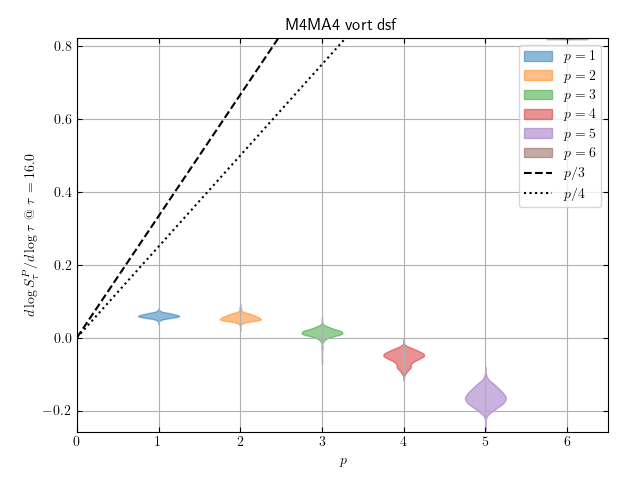 M4MA4 vort dsf
d log S_τ^P / d log τ @ τ = 16.0
0.8
0.6
0.4
0.2
0.0
−0.2
0 1 2 3 4 5 6
p
p = 1
p = 2
p = 3
p = 4
p = 5
p = 6
p/3
p/4